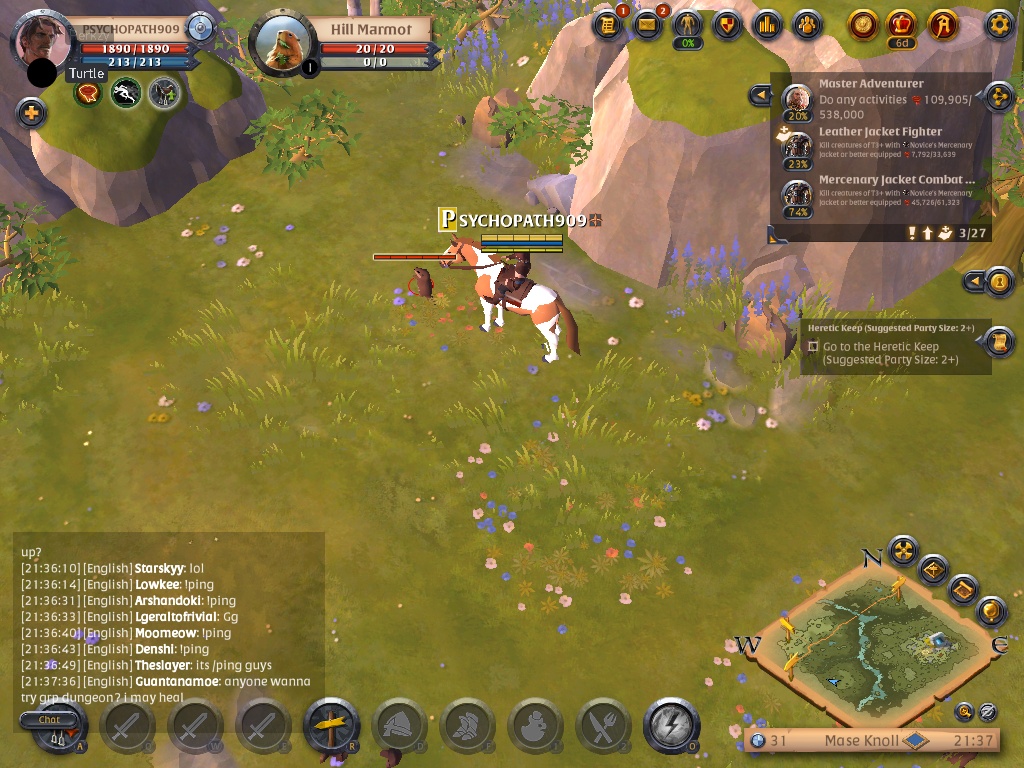 PSYCHOPATH909
1890/1890
213/213
Turtle
Hill Marmot
20/20
0/0
I
1
2
0%
6d
Master Adventurer
Do any activities 109,905/
538,000
20%
Leather Jacket Fighter
Kill creatures of T3+ with Novice's Mercenary
Jacket or better equipped 7,792/33,639
23%
Mercenary Jacket Combat ...
Kill creatures of T3+ with Novice's Mercenary
Jacket or better equipped 45,726/61,323
74%
3/27
PSYCHOPATH909
Heretic Keep (Suggested Party Size: 2+)
Go to the Heretic Keep
(Suggested Party Size: 2+)
up?
[21:36:10] [English] Starskyy: lol
[21:36:14] [English] Lowkee: !ping
[21:36:31] [English] Arshandoki: !ping
[21:36:33] [English] Lgeraltofrivial: Gg
[21:36:40] [English] Moomeow: !ping
[21:36:43] [English] Denshi: !ping
[21:36:49] [English] Theslayer: its /ping guys
[21:37:36] [English] Guantanamoe: anyone wanna
try grp dungeon? i may heal
Chat
A
Q
W
E
R
D
F
1
2
O
N
W
E
31
Mase Knoll
21:37